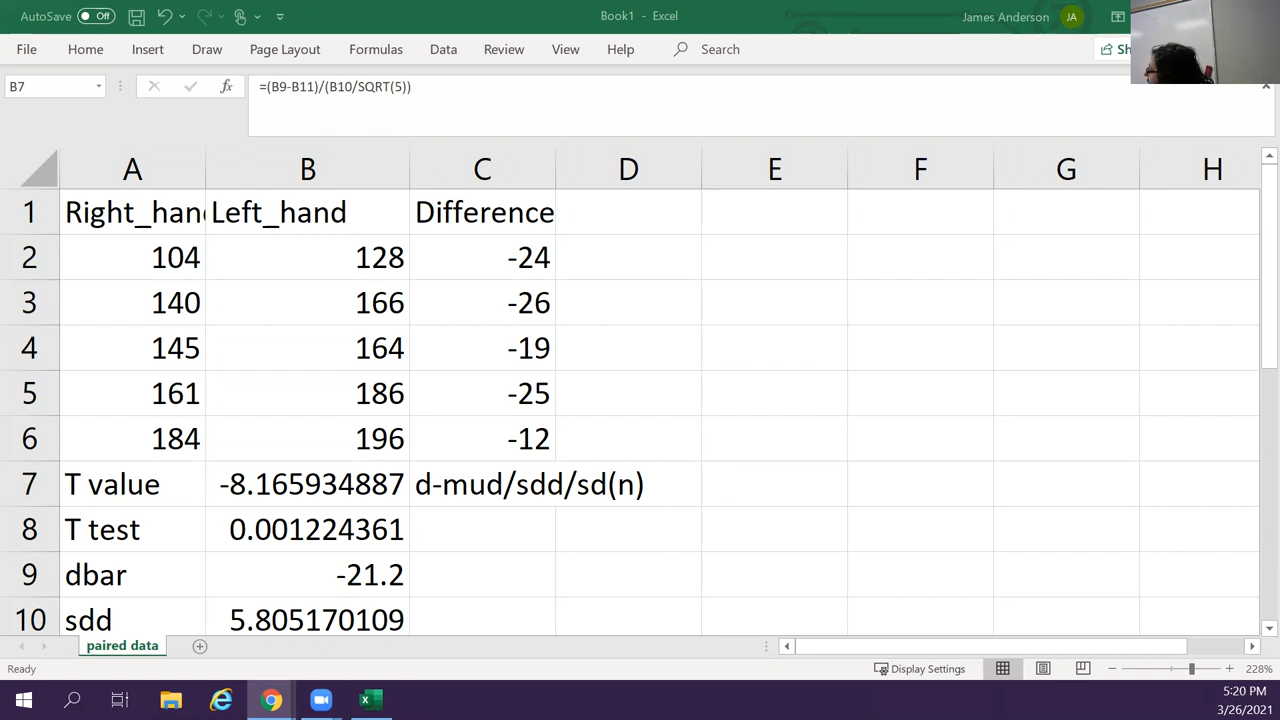 AutoSave Off Book1 - Excel James Anderson JA
File Home Insert Draw Page Layout Formulas Data Review View Help Search Sh
B7 fx =(B9-B11)/(B10/SQRT(5))
A B C D E F G H
1 Right_han Left_hand Difference
2 104 128 -24
3 140 166 -26
4 145 164 -19
5 161 186 -25
6 184 196 -12
7 T value -8.165934887 d-mud/sdd/sd(n)
8 T test 0.001224361
9 dbar -21.2
10 sdd 5.805170109
paired data
Ready Display Settings 228%
5:20 PM
3/26/2021